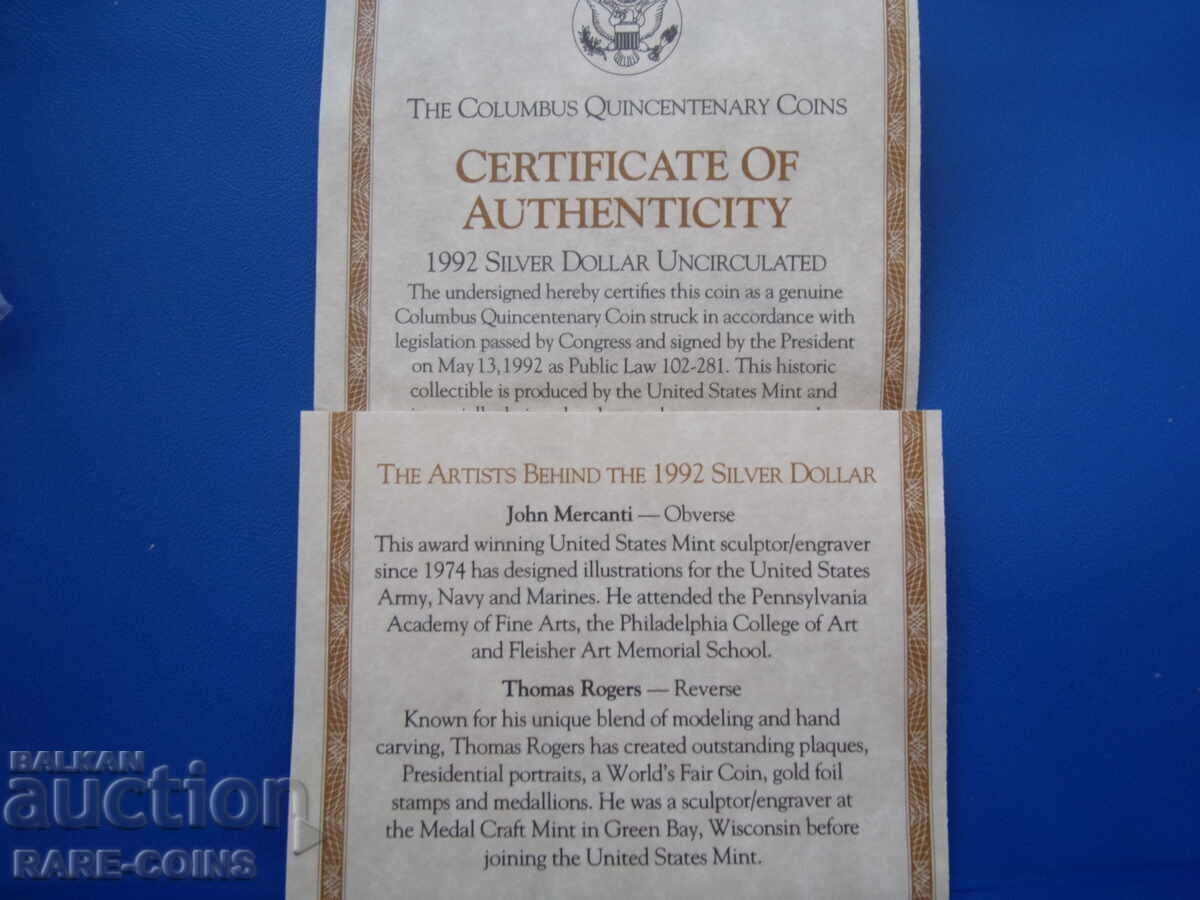 THE COLUMBUS QUINCENTENARY COINS
CERTIFICATE OF
AUTHENTICITY
1992 SILVER DOLLAR UNCIRCULATED
The undersigned hereby certifies this coin as a genuine
Columbus Quincentenary Coin struck in accordance with
legislation passed by Congress and signed by the President
on May 13, 1992 as Public Law 102-281. This historic
collectible is produced by the United States Mint and
THE ARTISTS BEHIND THE 1992 SILVER DOLLAR
John Mercanti — Obverse
This award winning United States Mint sculptor/engraver
since 1974 has designed illustrations for the United States
Army, Navy and Marines. He attended the Pennsylvania
Academy of Fine Arts, the Philadelphia College of Art
and Fleisher Art Memorial School.
Thomas Rogers — Reverse
Known for his unique blend of modeling and hand
carving, Thomas Rogers has created outstanding plaques,
Presidential portraits, a World's Fair Coin, gold foil
stamps and medallions. He was a sculptor/engraver at
the Medal Craft Mint in Green Bay, Wisconsin before
joining the United States Mint.
BALKAN
auction
RARE-COINS